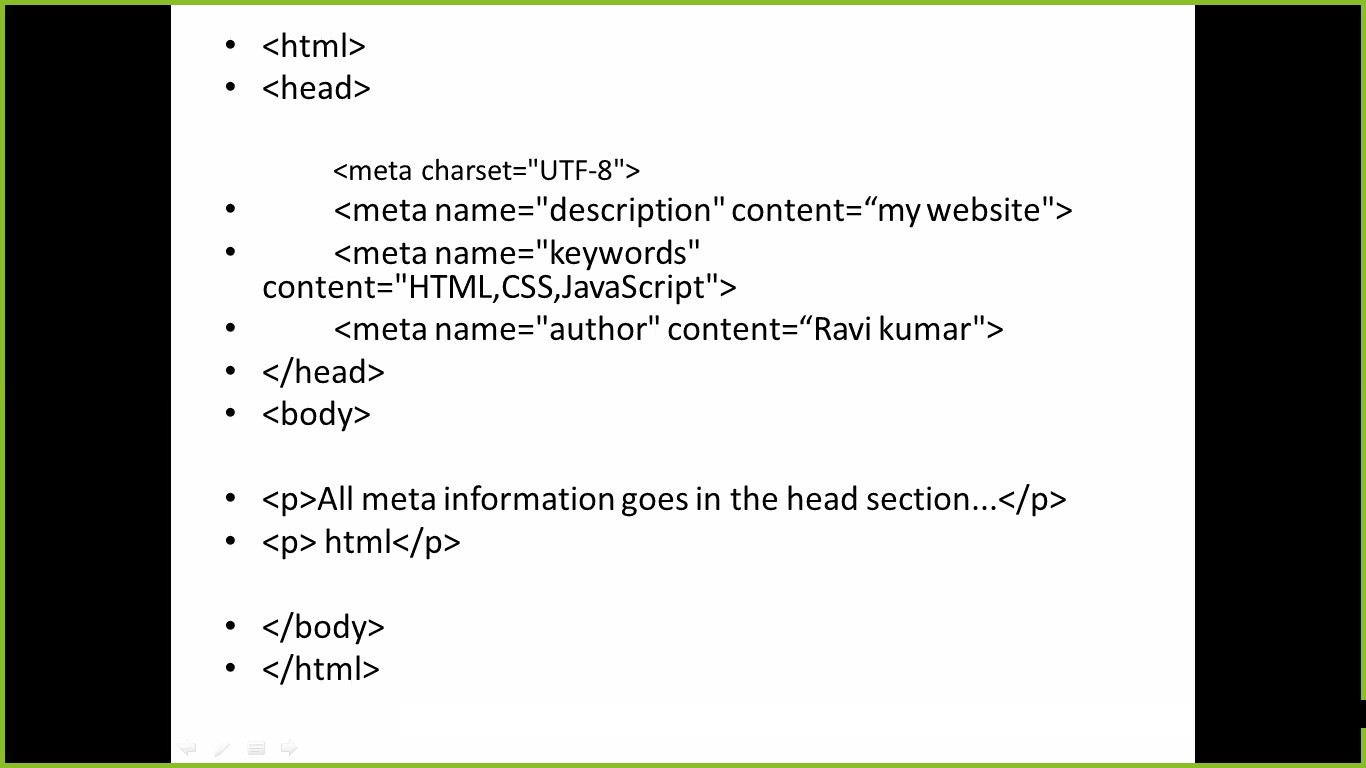 • <html>
• <head>
<meta charset="UTF-8">
• <meta name="description" content=“my website">
• <meta name="keywords"
content="HTML,CSS,JavaScript">
• <meta name="author" content=“Ravi kumar">
• </head>
• <body>
• <p>All meta information goes in the head section...</p>
• <p> html</p>
• </body>
• </html>